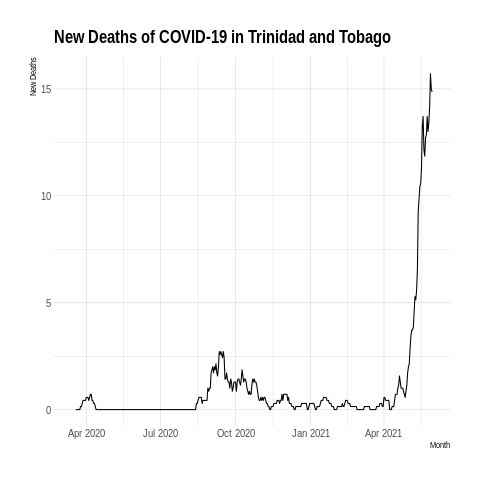 New Deaths of COVID-19 in Trinidad and Tobago
New Deaths
15
10
5
0
Apr 2020 Jul 2020 Oct 2020 Jan 2021 Apr 2021
Month